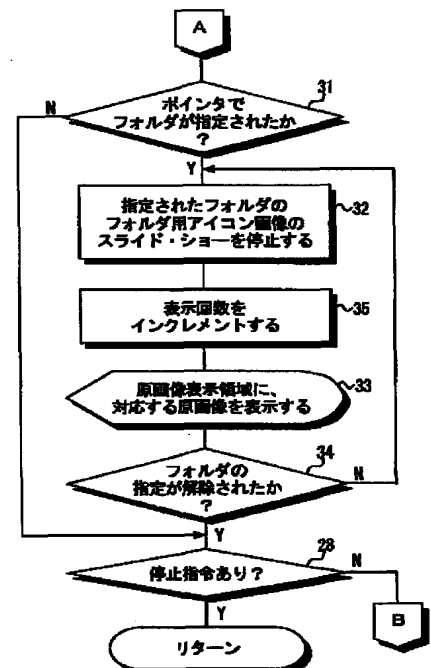 A
31
N
ポインタで
フォルダが指定されたか
?
Y
指定されたフォルダの
フォルダ用アイコン画像の
スライド・ショーを停止する
32
表示回数を
インクレメントする
35
原画像表示領域に、
対応する原画像を表示する
33
34
フォルダの
指定が解除されたか
?
N
Y
28
停止指令あり?
N
Y
B
リターン